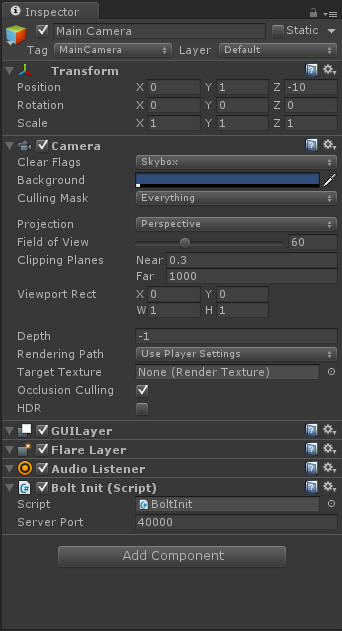 Inspector
Main Camera Static
Tag MainCamera Layer Default
Transform
Position X 0 Y 1 Z -10
Rotation X 0 Y 0 Z 0
Scale X 1 Y 1 Z 1
Camera
Clear Flags Skybox
Background
Culling Mask Everything
Projection Perspective
Field of View 60
Clipping Planes Near 0.3
Far 1000
Viewport Rect X 0 Y 0
W 1 H 1
Depth -1
Rendering Path Use Player Settings
Target Texture None (Render Texture)
Occlusion Culling
HDR
GUILayer
Flare Layer
Audio Listener
Bolt Init (Script)
Script BoltInit
Server Port 40000
Add Component